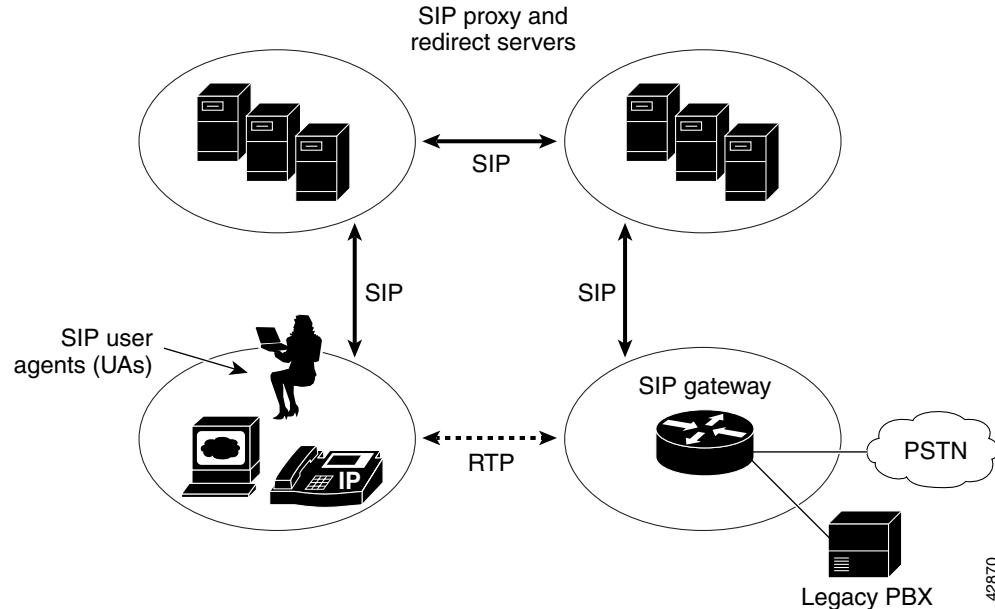 SIP proxy and
redirect servers
SIP
SIP
SIP
SIP user
agents (UAs)
SIP gateway
IP
RTP
PSTN
Legacy PBX
42870